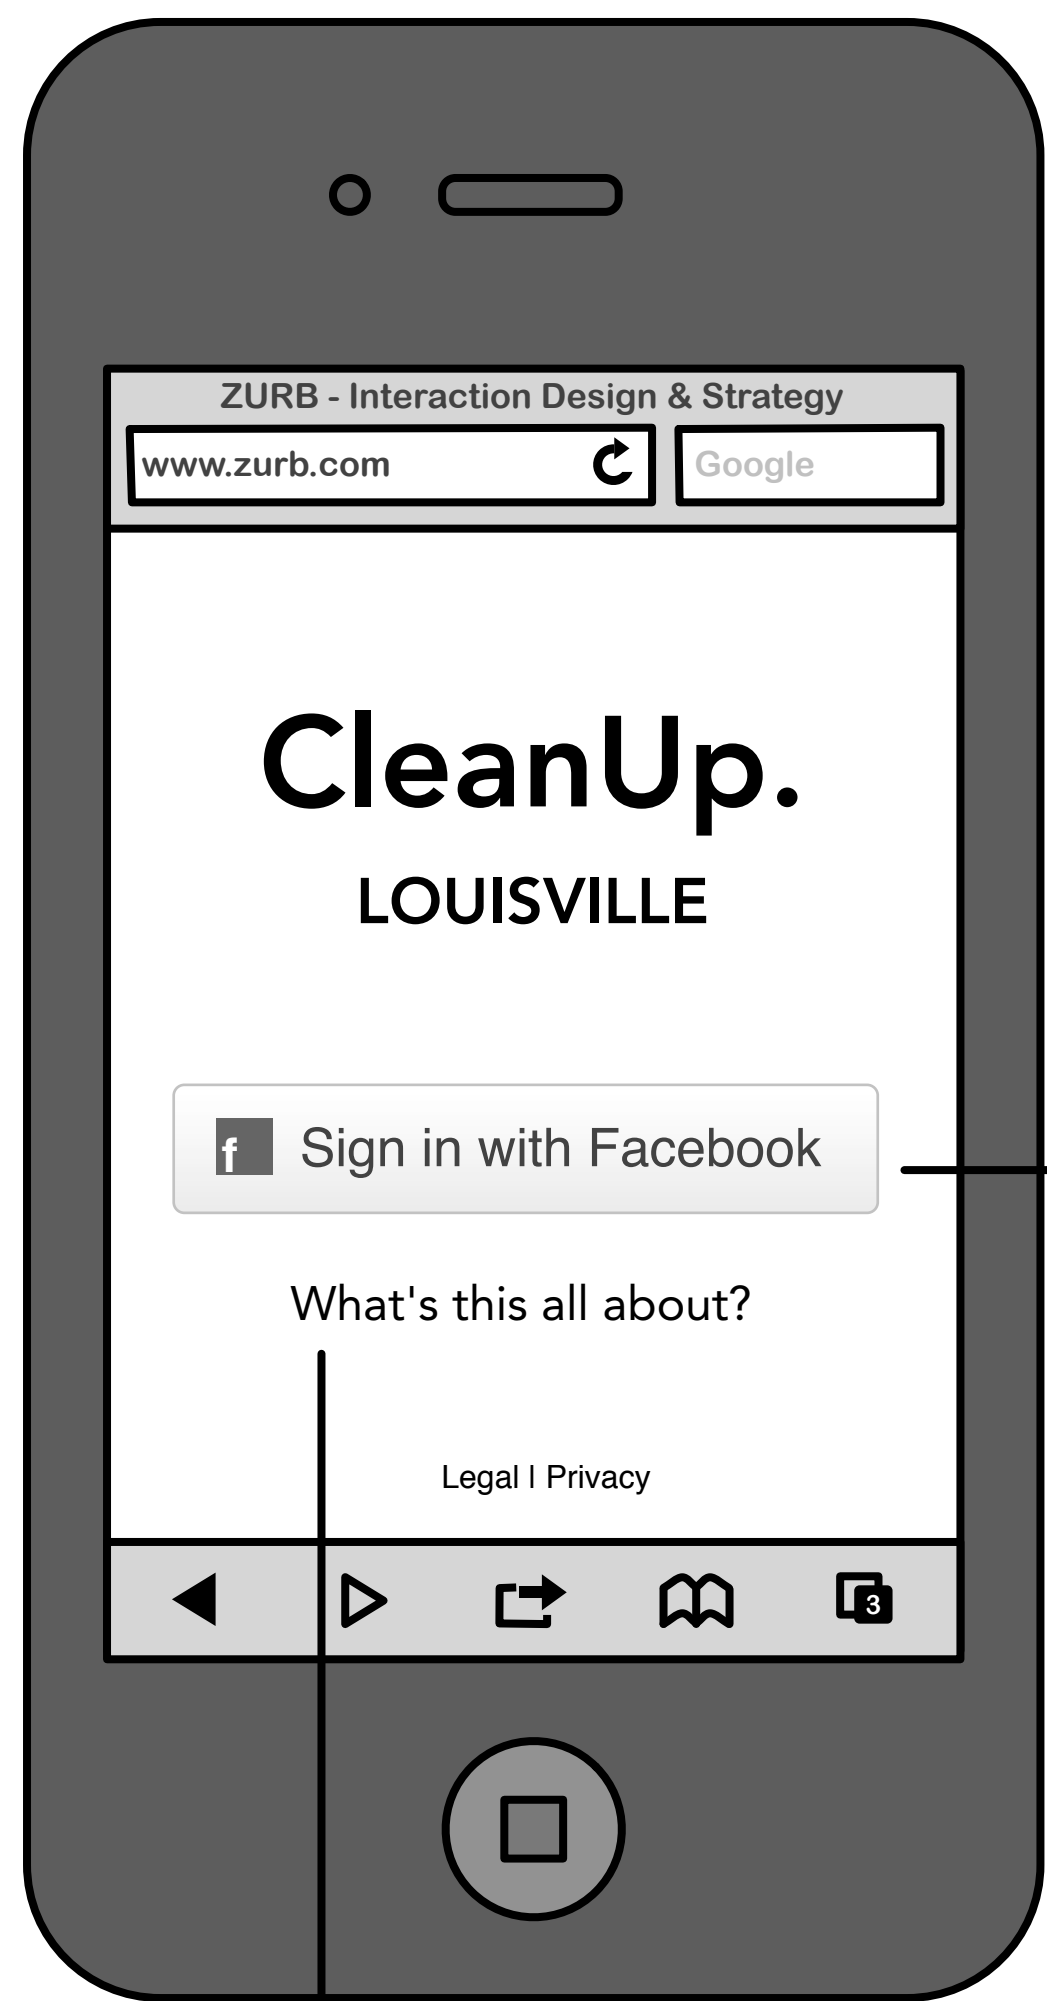 ZURB - Interaction Design & Strategy
www.zurb.com Google
CleanUp.
LOUISVILLE
f Sign in with Facebook
What's this all about?
Legal | Privacy
3